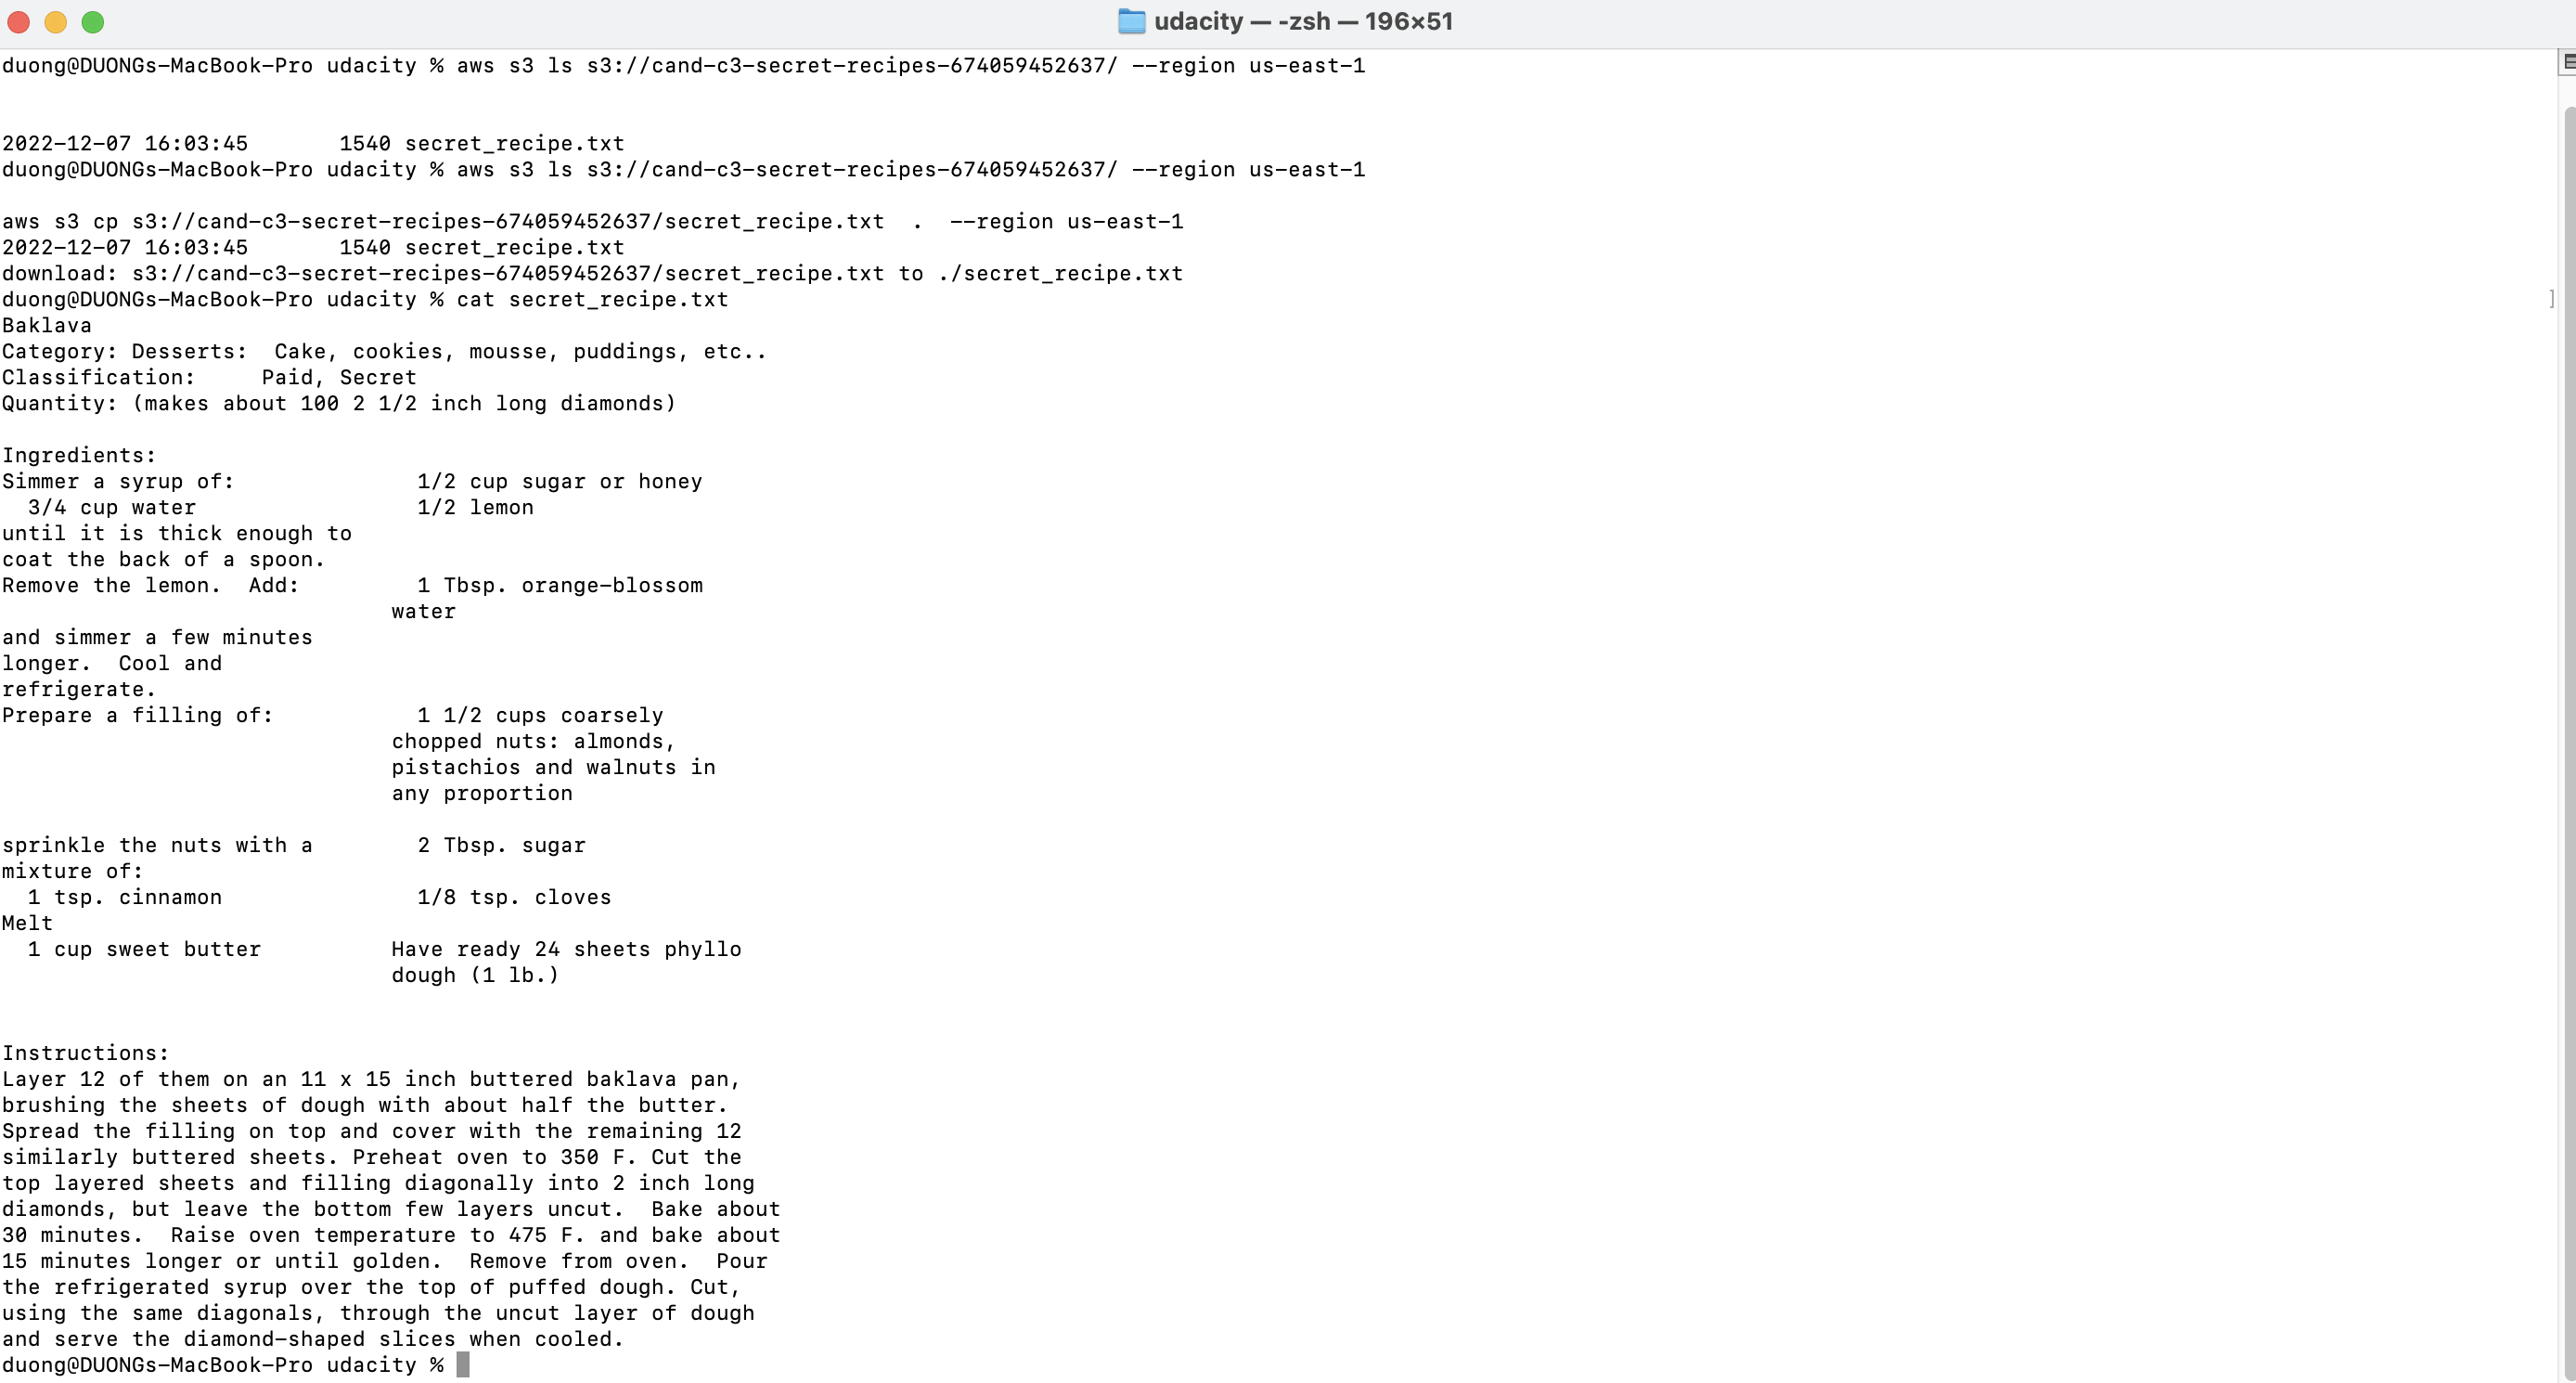 udacity — -zsh — 196×51
duong@DUONGs-MacBook-Pro udacity % aws s3 ls s3://cand-c3-secret-recipes-674059452637/ --region us-east-1
2022-12-07 16:03:45       1540 secret_recipe.txt
duong@DUONGs-MacBook-Pro udacity % aws s3 ls s3://cand-c3-secret-recipes-674059452637/ --region us-east-1
aws s3 cp s3://cand-c3-secret-recipes-674059452637/secret_recipe.txt  .  --region us-east-1
2022-12-07 16:03:45       1540 secret_recipe.txt
download: s3://cand-c3-secret-recipes-674059452637/secret_recipe.txt to ./secret_recipe.txt
duong@DUONGs-MacBook-Pro udacity % cat secret_recipe.txt ]
Baklava
Category: Desserts:  Cake, cookies, mousse, puddings, etc..
Classification:     Paid, Secret
Quantity: (makes about 100 2 1/2 inch long diamonds)
Ingredients:
Simmer a syrup of:              1/2 cup sugar or honey
  3/4 cup water                 1/2 lemon
until it is thick enough to
coat the back of a spoon.
Remove the lemon.  Add:         1 Tbsp. orange-blossom
                              water
and simmer a few minutes
longer.  Cool and
refrigerate.
Prepare a filling of:           1 1/2 cups coarsely
                              chopped nuts: almonds,
                              pistachios and walnuts in
                              any proportion
sprinkle the nuts with a        2 Tbsp. sugar
mixture of:
  1 tsp. cinnamon               1/8 tsp. cloves
Melt
  1 cup sweet butter          Have ready 24 sheets phyllo
                              dough (1 lb.)
Instructions:
Layer 12 of them on an 11 x 15 inch buttered baklava pan,
brushing the sheets of dough with about half the butter.
Spread the filling on top and cover with the remaining 12
similarly buttered sheets. Preheat oven to 350 F. Cut the
top layered sheets and filling diagonally into 2 inch long
diamonds, but leave the bottom few layers uncut.  Bake about
30 minutes.  Raise oven temperature to 475 F. and bake about
15 minutes longer or until golden.  Remove from oven.  Pour
the refrigerated syrup over the top of puffed dough. Cut,
using the same diagonals, through the uncut layer of dough
and serve the diamond-shaped slices when cooled.
duong@DUONGs-MacBook-Pro udacity %